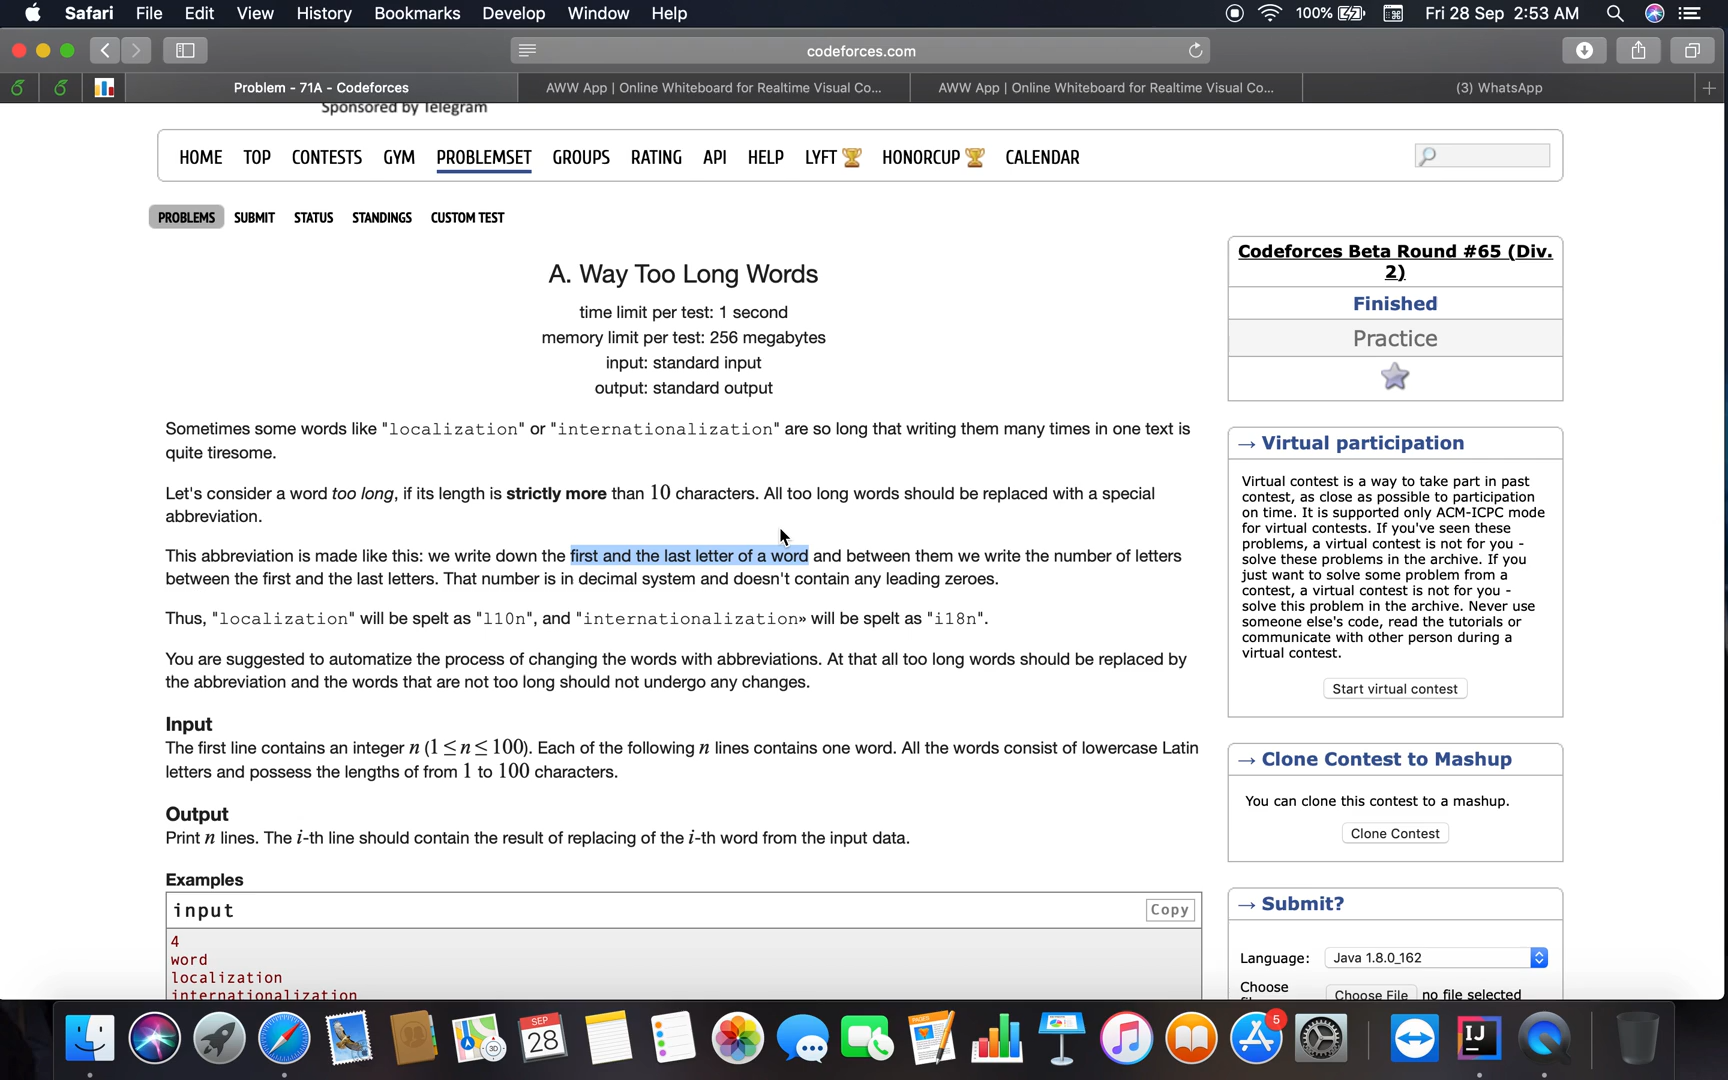 Safari File Edit View History Bookmarks Develop Window Help 100% Fri 28 Sep 2:53 AM
codeforces.com
Problem - 71A - Codeforces AWW App | Online Whiteboard for Realtime Visual Co... AWW App | Online Whiteboard for Realtime Visual Co... (3) WhatsApp
Sponsored by Telegram
HOME TOP CONTESTS GYM PROBLEMSET GROUPS RATING API HELP LYFT HONORCUP CALENDAR
PROBLEMS SUBMIT STATUS STANDINGS CUSTOM TEST
A. Way Too Long Words
time limit per test: 1 second
memory limit per test: 256 megabytes
input: standard input
output: standard output
Sometimes some words like "localization" or "internationalization" are so long that writing them many times in one text is
quite tiresome.
Let's consider a word too long, if its length is strictly more than 10 characters. All too long words should be replaced with a special
abbreviation.
This abbreviation is made like this: we write down the first and the last letter of a word and between them we write the number of letters
between the first and the last letters. That number is in decimal system and doesn't contain any leading zeroes.
Thus, "localization" will be spelt as "l10n", and "internationalization» will be spelt as "i18n".
You are suggested to automatize the process of changing the words with abbreviations. At that all too long words should be replaced by
the abbreviation and the words that are not too long should not undergo any changes.
Input
The first line contains an integer n (1 ≤ n ≤ 100). Each of the following n lines contains one word. All the words consist of lowercase Latin
letters and possess the lengths of from 1 to 100 characters.
Output
Print n lines. The i-th line should contain the result of replacing of the i-th word from the input data.
Examples
input Copy
4
word
localization
internationalization
Codeforces Beta Round #65 (Div.
2)
Finished
Practice
→ Virtual participation
Virtual contest is a way to take part in past
contest, as close as possible to participation
on time. It is supported only ACM-ICPC mode
for virtual contests. If you've seen these
problems, a virtual contest is not for you -
solve these problems in the archive. If you
just want to solve some problem from a
contest, a virtual contest is not for you -
solve this problem in the archive. Never use
someone else's code, read the tutorials or
communicate with other person during a
virtual contest.
Start virtual contest
→ Clone Contest to Mashup
You can clone this contest to a mashup.
Clone Contest
→ Submit?
Language: Java 1.8.0_162
Choose
Choose File no file selected
SEP
28
3D
PAGES
5
IJ